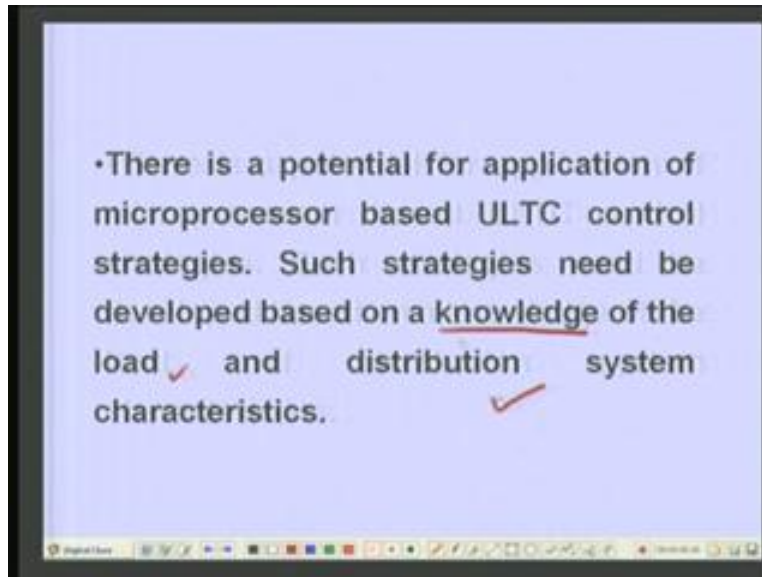 •There is a potential for application of
microprocessor based ULTC control
strategies. Such strategies need be
developed based on a knowledge of the
load and distribution system
characteristics.